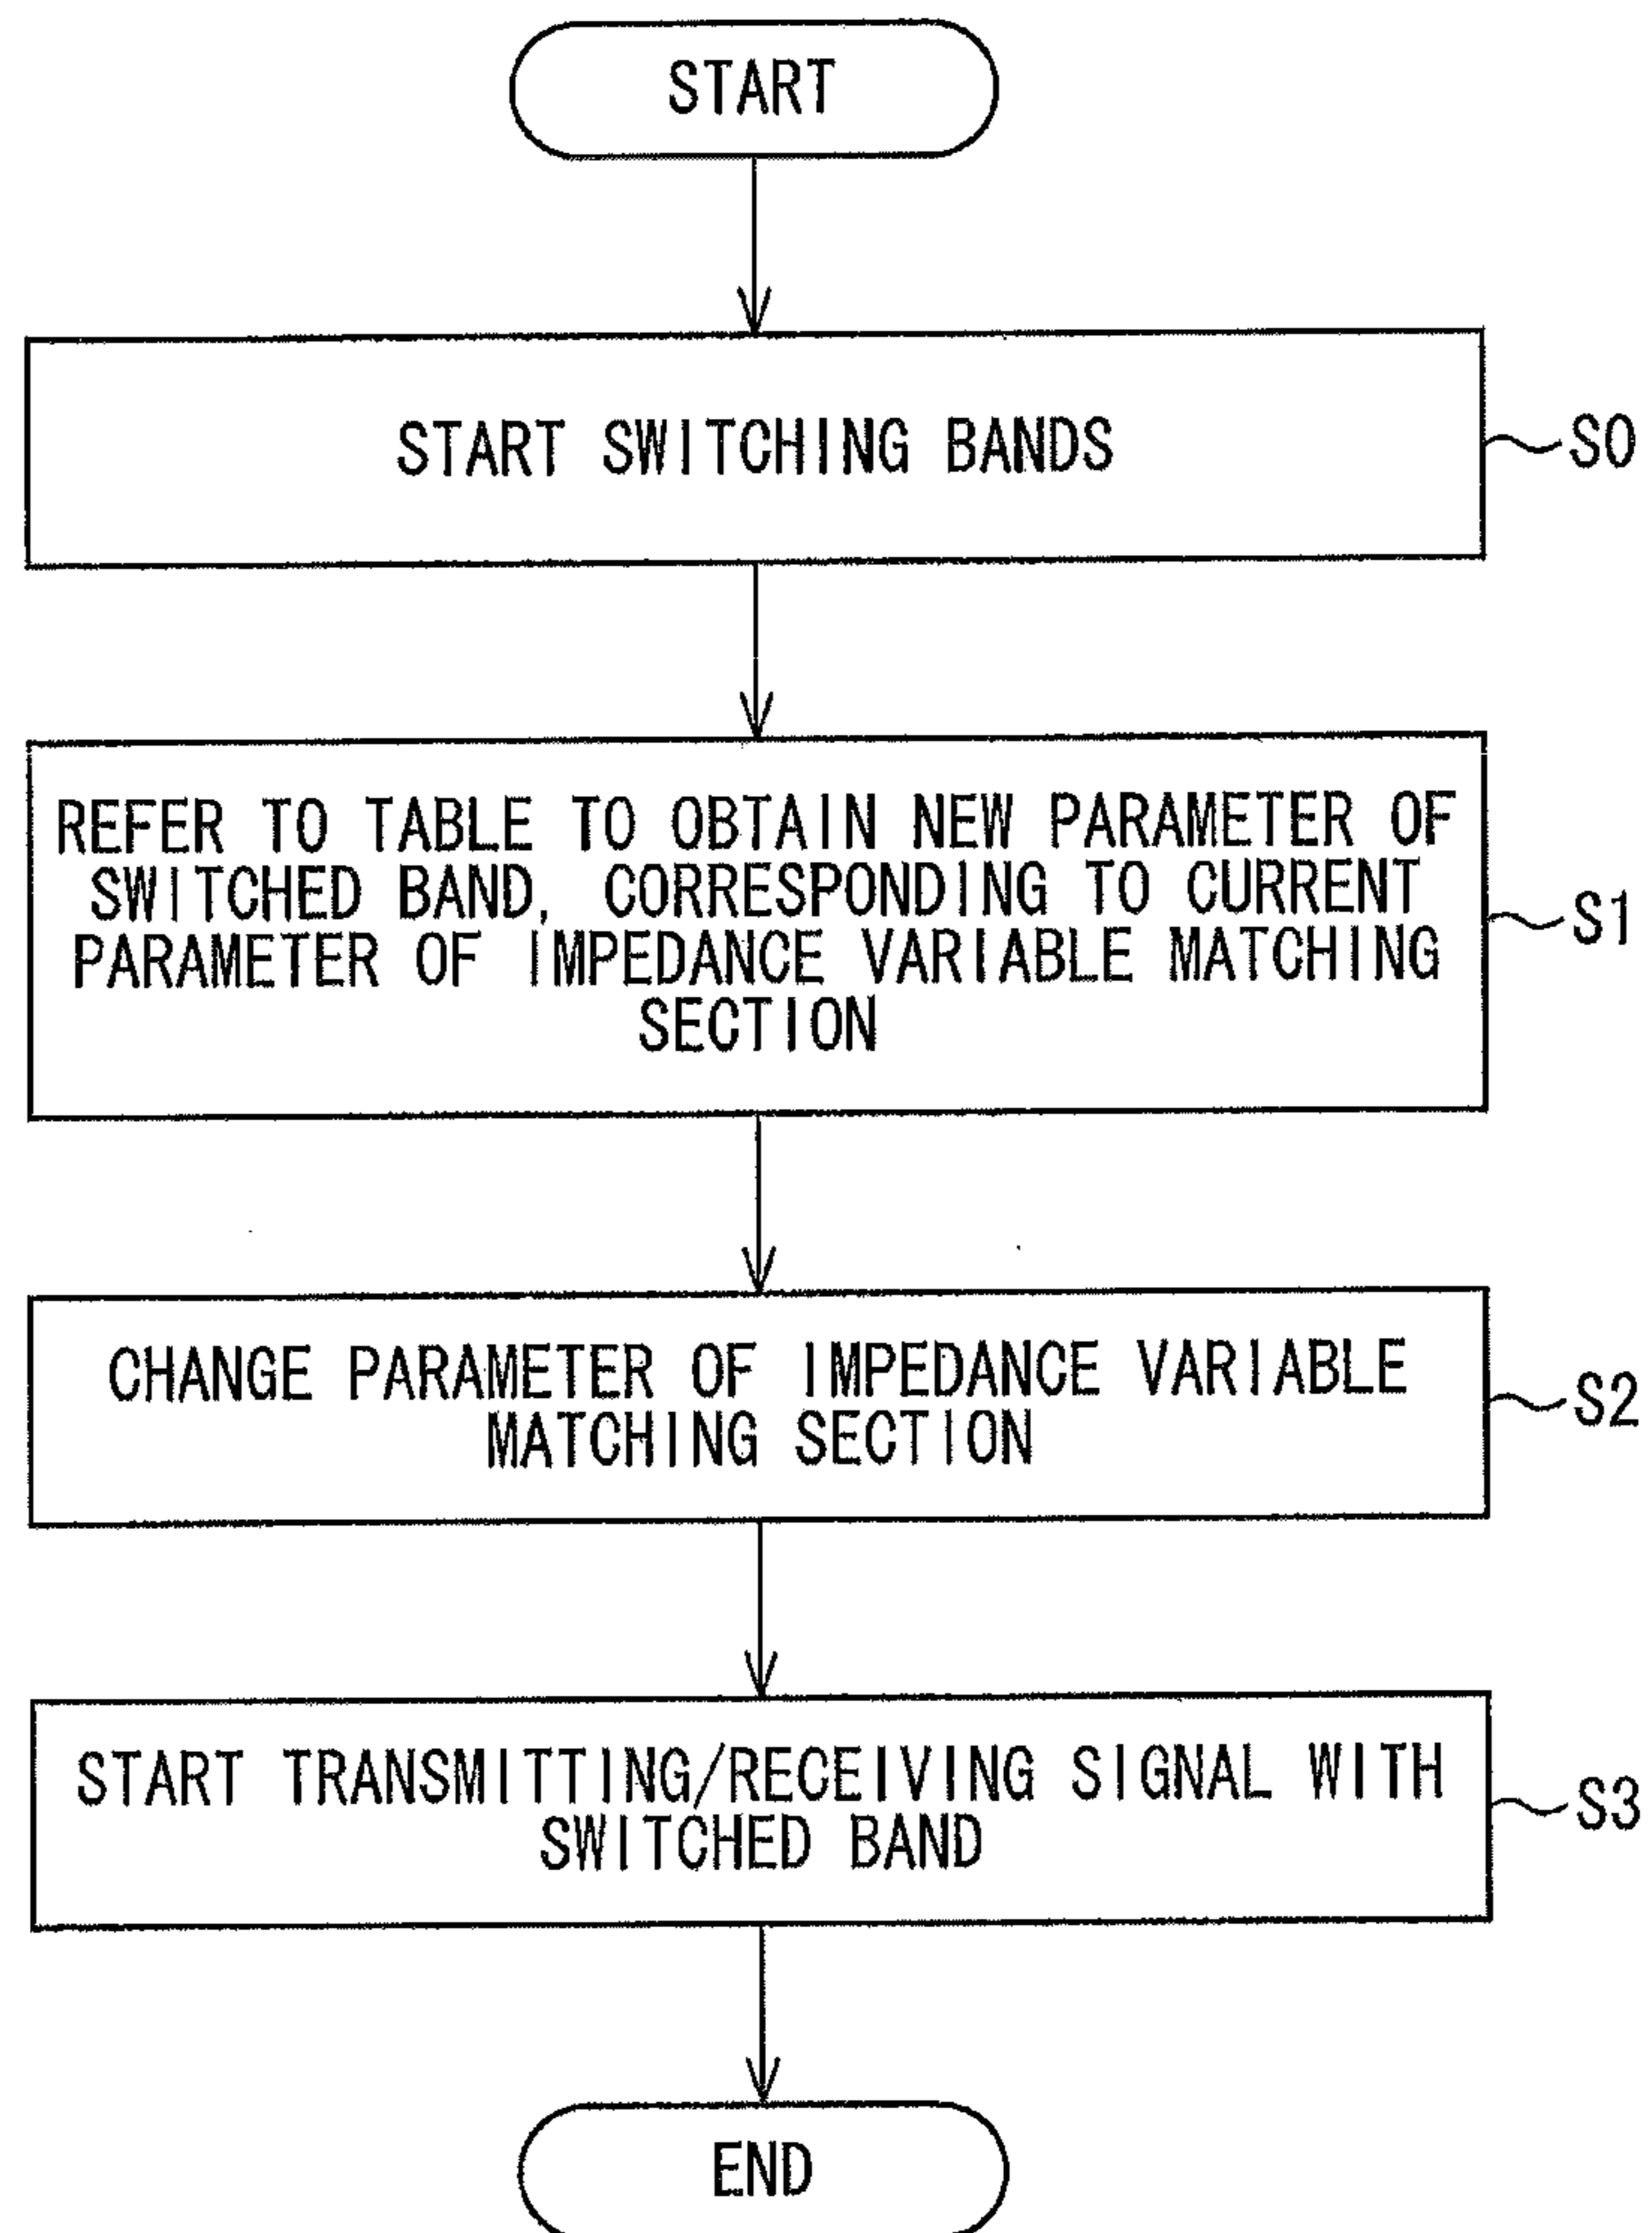 START
START SWITCHING BANDS
S0
REFER TO TABLE TO OBTAIN NEW PARAMETER OF
SWITCHED BAND, CORRESPONDING TO CURRENT
PARAMETER OF IMPEDANCE VARIABLE MATCHING
SECTION
S1
CHANGE PARAMETER OF IMPEDANCE VARIABLE
MATCHING SECTION
S2
START TRANSMITTING/RECEIVING SIGNAL WITH
SWITCHED BAND
S3
END